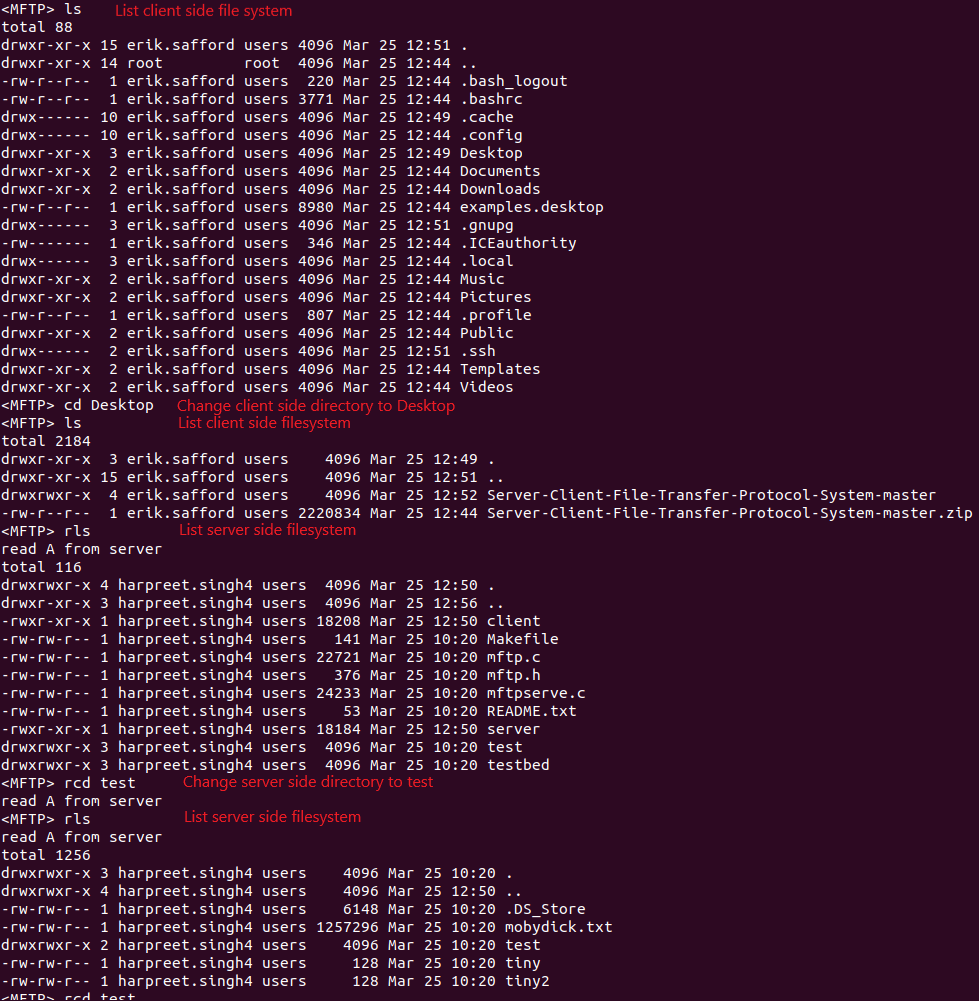 <MFTP> ls List client side file system
total 88
drwxr-xr-x 15 erik.safford users 4096 Mar 25 12:51 .
drwxr-xr-x 14 root         root  4096 Mar 25 12:44 ..
-rw-r--r--  1 erik.safford users  220 Mar 25 12:44 .bash_logout
-rw-r--r--  1 erik.safford users 3771 Mar 25 12:44 .bashrc
drwx------ 10 erik.safford users 4096 Mar 25 12:49 .cache
drwx------ 10 erik.safford users 4096 Mar 25 12:44 .config
drwxr-xr-x  3 erik.safford users 4096 Mar 25 12:49 Desktop
drwxr-xr-x  2 erik.safford users 4096 Mar 25 12:44 Documents
drwxr-xr-x  2 erik.safford users 4096 Mar 25 12:44 Downloads
-rw-r--r--  1 erik.safford users 8980 Mar 25 12:44 examples.desktop
drwx------  3 erik.safford users 4096 Mar 25 12:51 .gnupg
-rw-------  1 erik.safford users  346 Mar 25 12:44 .ICEauthority
drwx------  3 erik.safford users 4096 Mar 25 12:44 .local
drwxr-xr-x  2 erik.safford users 4096 Mar 25 12:44 Music
drwxr-xr-x  2 erik.safford users 4096 Mar 25 12:44 Pictures
-rw-r--r--  1 erik.safford users  807 Mar 25 12:44 .profile
drwxr-xr-x  2 erik.safford users 4096 Mar 25 12:44 Public
drwx------  2 erik.safford users 4096 Mar 25 12:51 .ssh
drwxr-xr-x  2 erik.safford users 4096 Mar 25 12:44 Templates
drwxr-xr-x  2 erik.safford users 4096 Mar 25 12:44 Videos
<MFTP> cd Desktop Change client side directory to Desktop
<MFTP> ls List client side filesystem
total 2184
drwxr-xr-x  3 erik.safford users    4096 Mar 25 12:49 .
drwxr-xr-x 15 erik.safford users    4096 Mar 25 12:51 ..
drwxrwxr-x  4 erik.safford users    4096 Mar 25 12:52 Server-Client-File-Transfer-Protocol-System-master
-rw-r--r--  1 erik.safford users 2220834 Mar 25 12:44 Server-Client-File-Transfer-Protocol-System-master.zip
<MFTP> rls List server side filesystem
read A from server
total 116
drwxrwxr-x 4 harpreet.singh4 users  4096 Mar 25 12:50 .
drwxr-xr-x 3 harpreet.singh4 users  4096 Mar 25 12:56 ..
-rwxr-xr-x 1 harpreet.singh4 users 18208 Mar 25 12:50 client
-rw-rw-r-- 1 harpreet.singh4 users   141 Mar 25 10:20 Makefile
-rw-rw-r-- 1 harpreet.singh4 users 22721 Mar 25 10:20 mftp.c
-rw-rw-r-- 1 harpreet.singh4 users   376 Mar 25 10:20 mftp.h
-rw-rw-r-- 1 harpreet.singh4 users 24233 Mar 25 10:20 mftpserve.c
-rw-rw-r-- 1 harpreet.singh4 users    53 Mar 25 10:20 README.txt
-rwxr-xr-x 1 harpreet.singh4 users 18184 Mar 25 12:50 server
drwxrwxr-x 3 harpreet.singh4 users  4096 Mar 25 10:20 test
drwxrwxr-x 3 harpreet.singh4 users  4096 Mar 25 10:20 testbed
<MFTP> rcd test Change server side directory to test
read A from server
<MFTP> rls List server side filesystem
read A from server
total 1256
drwxrwxr-x 3 harpreet.singh4 users    4096 Mar 25 10:20 .
drwxrwxr-x 4 harpreet.singh4 users    4096 Mar 25 12:50 ..
-rw-rw-r-- 1 harpreet.singh4 users    6148 Mar 25 10:20 .DS_Store
-rw-rw-r-- 1 harpreet.singh4 users 1257296 Mar 25 10:20 mobydick.txt
drwxrwxr-x 2 harpreet.singh4 users    4096 Mar 25 10:20 test
-rw-rw-r-- 1 harpreet.singh4 users     128 Mar 25 10:20 tiny
-rw-rw-r-- 1 harpreet.singh4 users     128 Mar 25 10:20 tiny2
<MFTP> rcd test